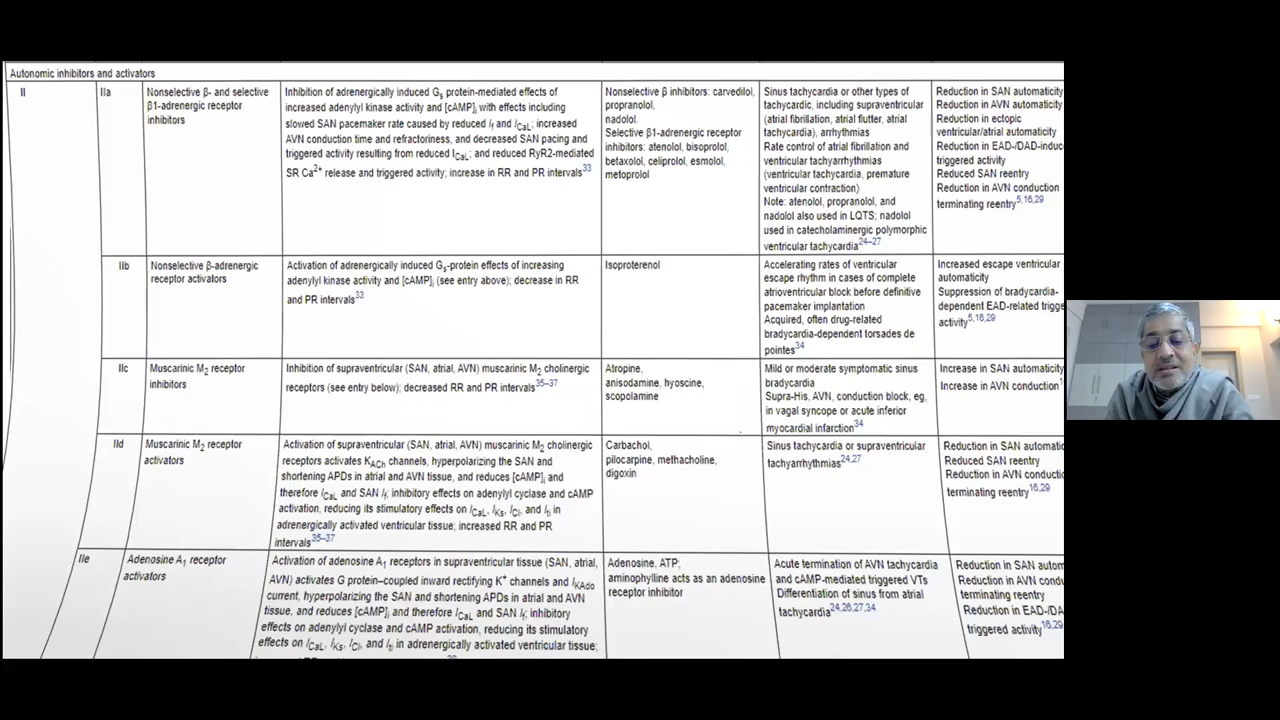 Autonomic inhibitors and activators
II
IIa
Nonselective β- and selective
β1-adrenergic receptor
inhibitors
Inhibition of adrenergically induced Gs protein-mediated effects of
increased adenylyl kinase activity and [cAMP]i with effects including
slowed SAN pacemaker rate caused by reduced If and ICaL; increased
AVN conduction time and refractoriness, and decreased SAN pacing and
triggered activity resulting from reduced ICaL; and reduced RyR2-mediated
SR Ca2+ release and triggered activity; increase in RR and PR intervals33
Nonselective β inhibitors: carvedilol,
propranolol,
nadolol.
Selective β1-adrenergic receptor
inhibitors: atenolol, bisoprolol,
betaxolol, celiprolol, esmolol,
metoprolol
Sinus tachycardia or other types of
tachycardic, including supraventricular
(atrial fibrillation, atrial flutter, atrial
tachycardia), arrhythmias
Rate control of atrial fibrillation and
ventricular tachyarrhythmias
(ventricular tachycardia, premature
ventricular contraction)
Note: atenolol, propranolol, and
nadolol also used in LQTS; nadolol
used in catecholaminergic polymorphic
ventricular tachycardia24–27
Reduction in SAN automaticity
Reduction in AVN automaticity
Reduction in ectopic
ventricular/atrial automaticity
Reduction in EAD-/DAD-induce
triggered activity
Reduced SAN reentry
Reduction in AVN conduction
terminating reentry5,16,29
IIb
Nonselective β-adrenergic
receptor activators
Activation of adrenergically induced Gs-protein effects of increasing
adenylyl kinase activity and [cAMP]i (see entry above); decrease in RR
and PR intervals33
Isoproterenol
Accelerating rates of ventricular
escape rhythm in cases of complete
atrioventricular block before definitive
pacemaker implantation
Acquired, often drug-related
bradycardia-dependent torsades de
pointes34
Increased escape ventricular
automaticity
Suppression of bradycardia-
dependent EAD-related trigge
activity5,16,29
IIc
Muscarinic M2 receptor
inhibitors
Inhibition of supraventricular (SAN, atrial, AVN) muscarinic M2 cholinergic
receptors (see entry below); decreased RR and PR intervals35–37
Atropine,
anisodamine, hyoscine,
scopolamine
Mild or moderate symptomatic sinus
bradycardia
Supra-His, AVN, conduction block, eg,
in vagal syncope or acute inferior
myocardial infarction34
Increase in SAN automaticity
Increase in AVN conduction1
IId
Muscarinic M2 receptor
activators
Activation of supraventricular (SAN, atrial, AVN) muscarinic M2 cholinergic
receptors activates KACh channels, hyperpolarizing the SAN and
shortening APDs in atrial and AVN tissue, and reduces [cAMP]i and
therefore ICaL and SAN If; inhibitory effects on adenylyl cyclase and cAMP
activation, reducing its stimulatory effects on ICaL, IKs, ICl, and Iti in
adrenergically activated ventricular tissue; increased RR and PR
intervals35–37
Carbachol,
pilocarpine, methacholine,
digoxin
Sinus tachycardia or supraventricular
tachyarrhythmias24,27
Reduction in SAN automatic
Reduced SAN reentry
Reduction in AVN conductio
terminating reentry16,29
IIe
Adenosine A1 receptor
activators
Activation of adenosine A1 receptors in supraventricular tissue (SAN, atrial,
AVN) activates G protein–coupled inward rectifying K+ channels and IKAdo
current, hyperpolarizing the SAN and shortening APDs in atrial and AVN
tissue, and reduces [cAMP]i and therefore ICaL and SAN If; inhibitory
effects on adenylyl cyclase and cAMP activation, reducing its stimulatory
effects on ICaL, IKs, ICl, and Iti in adrenergically activated ventricular tissue;
Adenosine, ATP;
aminophylline acts as an adenosine
receptor inhibitor
Acute termination of AVN tachycardia
and cAMP-mediated triggered VTs
Differentiation of sinus from atrial
tachycardia24,26,27,34
Reduction in SAN autom
Reduction in AVN condu
terminating reentry
Reduction in EAD-/DA
triggered activity16,29